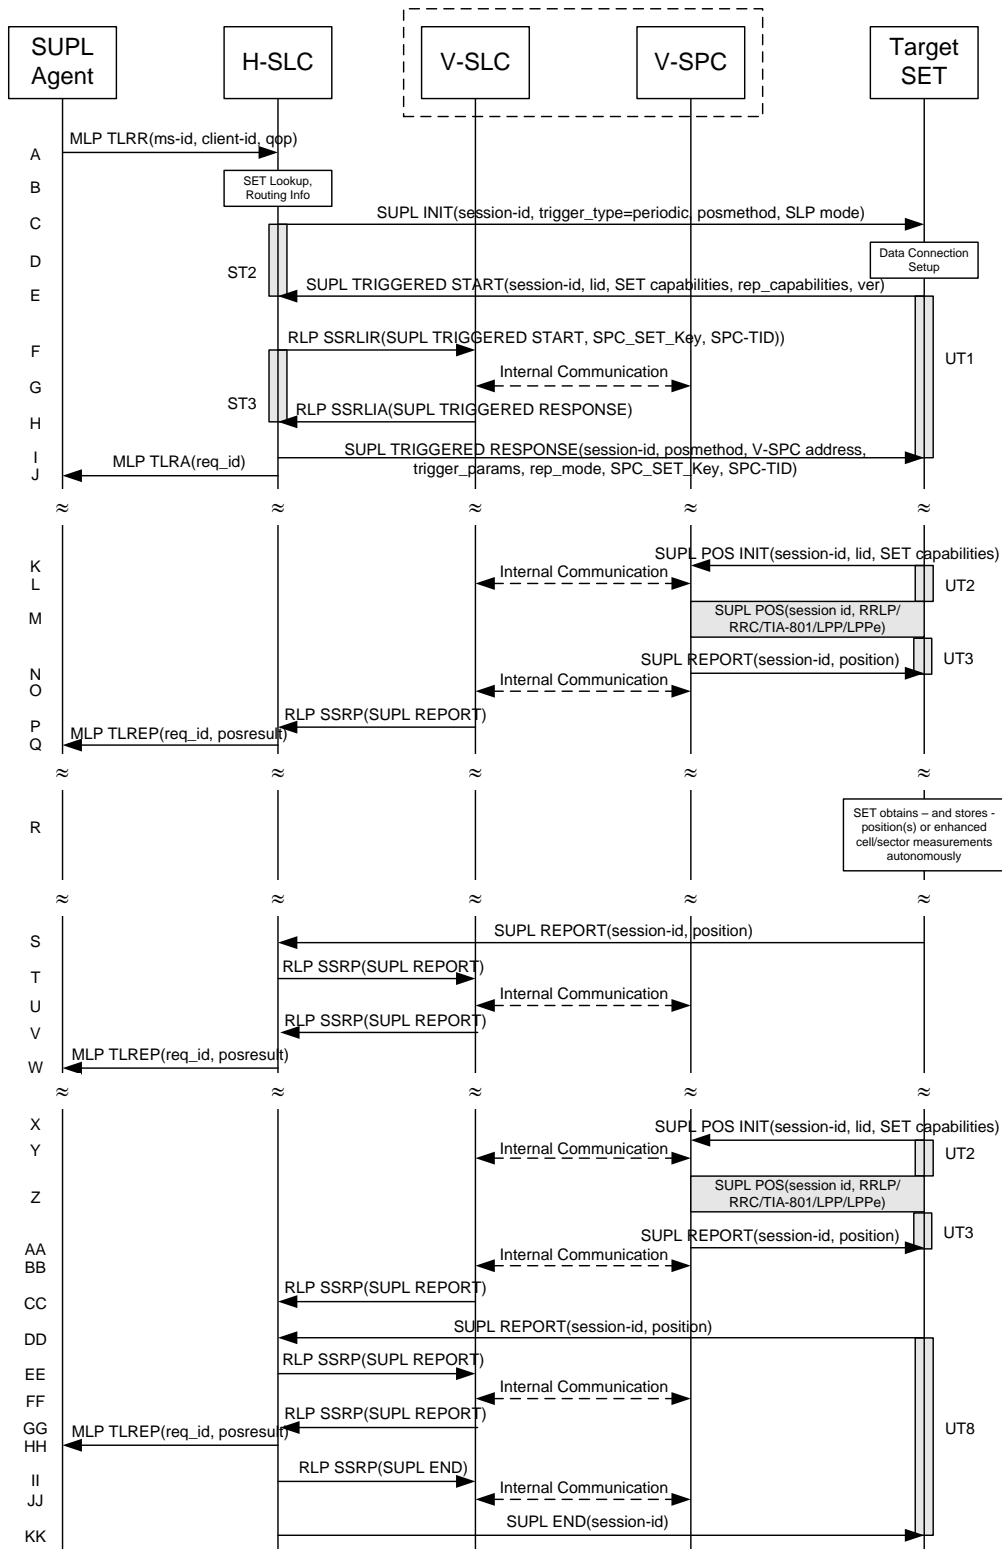 SUPL
Agent
H-SLC
V-SLC
V-SPC
Target
SET
MLP TLRR(ms-id, client-id, qop)
A
SET Lookup,
Routing Info
B
SUPL INIT(session-id, trigger_type=periodic, posmethod, SLP mode)
C
Data Connection
Setup
D
ST2
SUPL TRIGGERED START(session-id, lid, SET capabilities, rep_capabilities, ver)
E
RLP SSRLIR(SUPL TRIGGERED START, SPC_SET_Key, SPC-TID))
F
UT1
Internal Communication
G
ST3
RLP SSRLIA(SUPL TRIGGERED RESPONSE)
H
SUPL TRIGGERED RESPONSE(session-id, posmethod, V-SPC address,
trigger_params, rep_mode, SPC_SET_Key, SPC-TID)
I
MLP TLRA(req_id)
J
≈ ≈ ≈ ≈ ≈
SUPL POS INIT(session-id, lid, SET capabilities)
K
Internal Communication
L
UT2
SUPL POS(session id, RRLP/
RRC/TIA-801/LPP/LPPe)
M
SUPL REPORT(session-id, position)
UT3
N
Internal Communication
O
RLP SSRP(SUPL REPORT)
P
MLP TLREP(req_id, posresult)
Q
≈ ≈ ≈ ≈ ≈
SET obtains – and stores -
position(s) or enhanced
cell/sector measurements
autonomously
R
≈ ≈ ≈ ≈ ≈
SUPL REPORT(session-id, position)
S
RLP SSRP(SUPL REPORT)
T
Internal Communication
U
RLP SSRP(SUPL REPORT)
V
MLP TLREP(req_id, posresult)
W
≈ ≈ ≈ ≈ ≈
SUPL POS INIT(session-id, lid, SET capabilities)
X
Internal Communication
Y
UT2
SUPL POS(session id, RRLP/
RRC/TIA-801/LPP/LPPe)
Z
SUPL REPORT(session-id, position)
UT3
AA
Internal Communication
BB
RLP SSRP(SUPL REPORT)
CC
SUPL REPORT(session-id, position)
DD
RLP SSRP(SUPL REPORT)
EE
Internal Communication
FF
RLP SSRP(SUPL REPORT)
GG
UT8
MLP TLREP(req_id, posresult)
HH
RLP SSRP(SUPL END)
II
Internal Communication
JJ
SUPL END(session-id)
KK